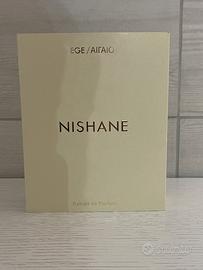 EGE / ΑΙΓΑΙΟ
NISHANE
Extrait de Parfum